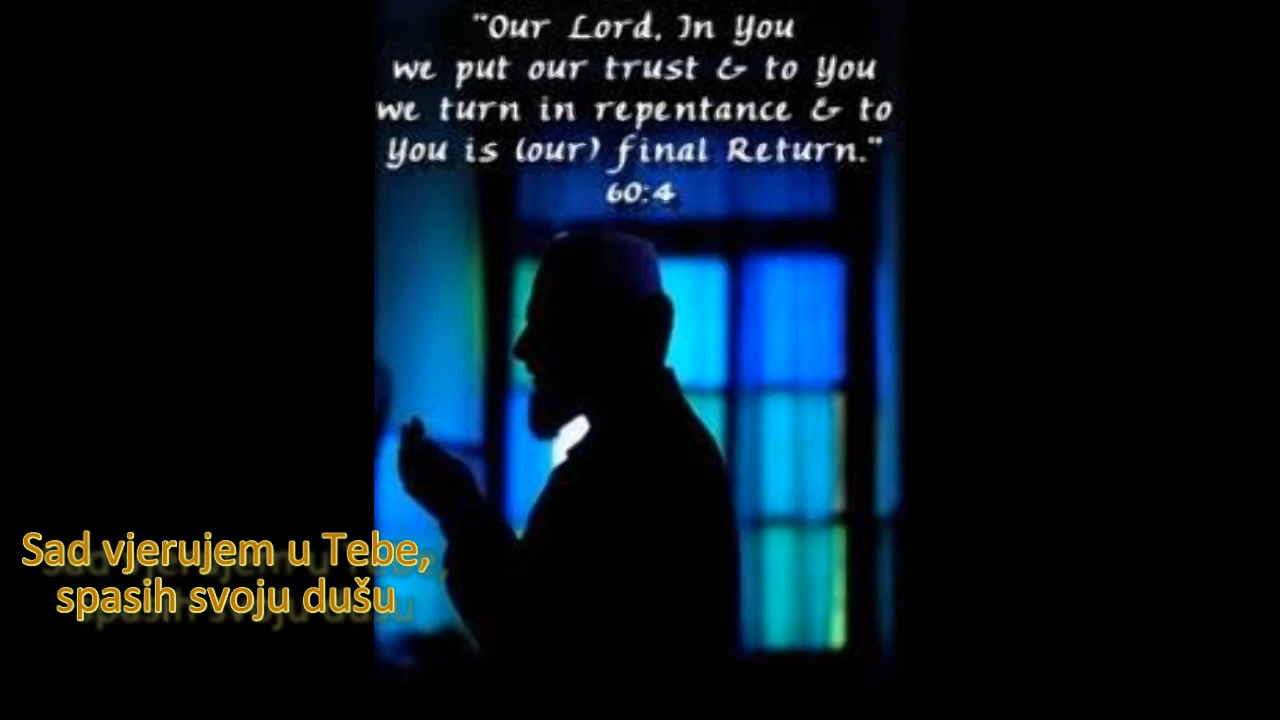 "Our Lord, In You
we put our trust & to You
we turn in repentance & to
You is (our) final Return."
60:4
Sad vjerujem u Tebe,
spasih svoju dušu